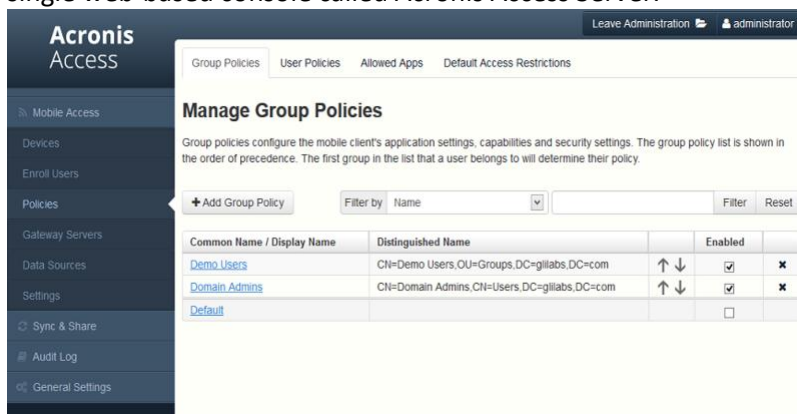 single web-based console called Acronis Access Server.
Acronis
Access
Leave Administration
administrator
Group Policies
User Policies
Allowed Apps
Default Access Restrictions
Mobile Access
Devices
Enroll Users
Policies
Gateway Servers
Data Sources
Settings
Sync & Share
Audit Log
General Settings
Manage Group Policies
Group policies configure the mobile client's application settings, capabilities and security settings. The group policy list is shown in
the order of precedence. The first group in the list that a user belongs to will determine their policy.
+ Add Group Policy
Filter by Name
Filter
Reset
Common Name / Display Name Distinguished Name Enabled
Demo Users CN=Demo Users,OU=Groups,DC=glilabs,DC=com
Domain Admins CN=Domain Admins,CN=Users,DC=glilabs,DC=com
Default